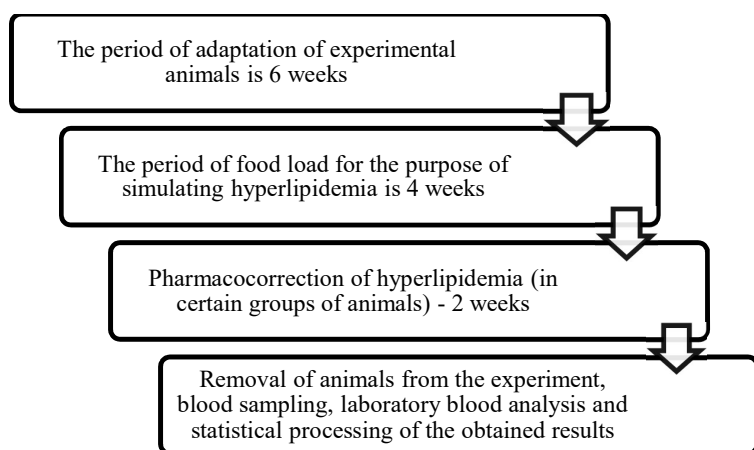 The period of adaptation of experimental
animals is 6 weeks
The period of food load for the purpose of
simulating hyperlipidemia is 4 weeks
Pharmacocorrection of hyperlipidemia (in
certain groups of animals) - 2 weeks
Removal of animals from the experiment,
blood sampling, laboratory blood analysis and
statistical processing of the obtained results